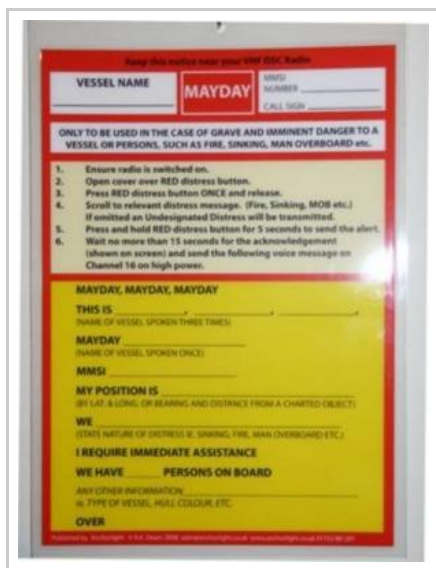 Keep this notice near your VHF DSC Radio
VESSEL NAME
MAYDAY
MMSI
NUMBER
CALL SIGN
ONLY TO BE USED IN THE CASE OF GRAVE AND IMMINENT DANGER TO A
VESSEL OR PERSONS, SUCH AS FIRE, SINKING, MAN OVERBOARD etc.
1. Ensure radio is switched on.
2. Open cover over RED distress button.
3. Press RED distress button ONCE and release.
4. Scroll to relevant distress message. (Fire, Sinking, MOB etc.)
If omitted an Undesignated Distress will be transmitted.
5. Press and hold RED distress button for 5 seconds to send the alert.
6. Wait no more than 15 seconds for the acknowledgement
(shown on screen) and send the following voice message on
Channel 16 on high power.
MAYDAY, MAYDAY, MAYDAY
THIS IS , , ,
(NAME OF VESSEL SPOKEN THREE TIMES)
MAYDAY
(NAME OF VESSEL SPOKEN ONCE)
MMSI
MY POSITION IS
(BY LAT. & LONG. OR BEARING AND DISTANCE FROM A CHARTED OBJECT)
WE
(STATE NATURE OF DISTRESS IE. SINKING, FIRE, MAN OVERBOARD ETC.)
I REQUIRE IMMEDIATE ASSISTANCE
WE HAVE PERSONS ON BOARD
ANY OTHER INFORMATION
ie. TYPE OF VESSEL, HULL COLOUR, ETC.
OVER
Published by